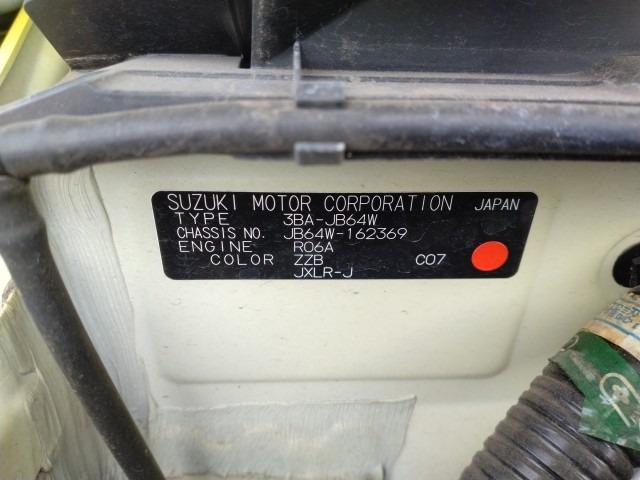 SUZUKI MOTOR CORPORATION JAPAN
TYPE 3BA-JB64W
CHASSIS NO. JB64W-162369
ENGINE R06A
COLOR ZZB C07
JXLR-J